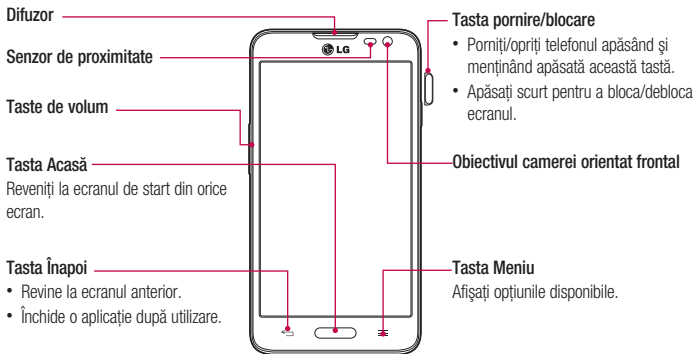 Difuzor
Senzor de proximitate
Taste de volum
Tasta Acasă
Reveniți la ecranul de start din orice
ecran.
Tasta Înapoi
• Revine la ecranul anterior.
• Închide o aplicație după utilizare.
LG
Tasta pornire/blocare
• Porniți/opriți telefonul apăsând şi
menținând apăsată această tastă.
• Apăsați scurt pentru a bloca/debloca
ecranul.
Obiectivul camerei orientat frontal
Tasta Meniu
Afişați opțiunile disponibile.